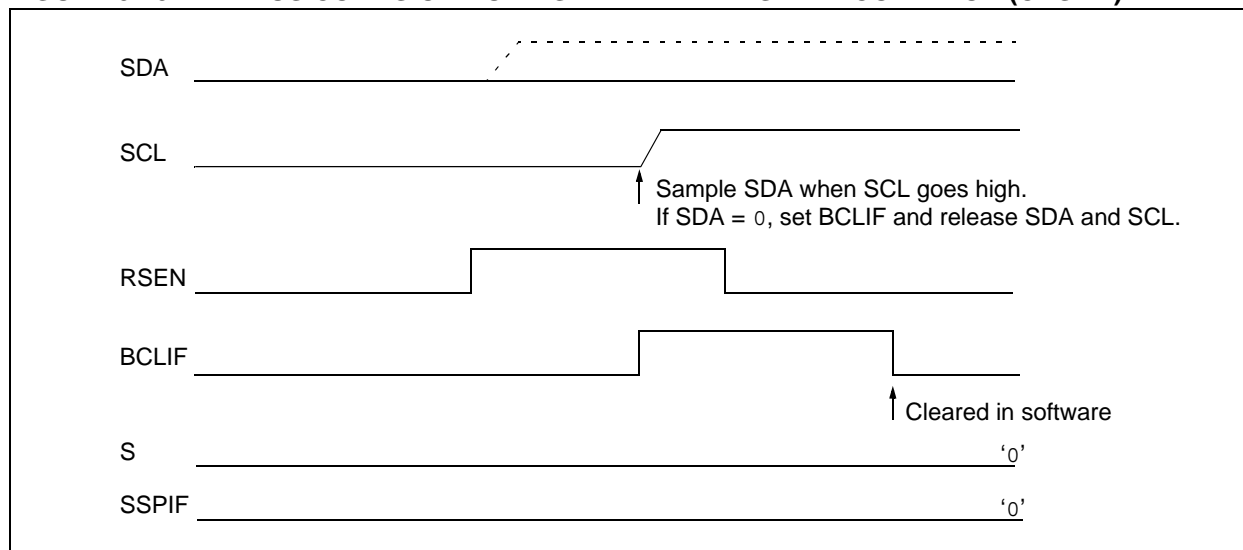 SDA
SCL
Sample SDA when SCL goes high.
If SDA = 0, set BCLIF and release SDA and SCL.
RSEN
BCLIF
Cleared in software
S
‘0’
SSPIF
‘0’